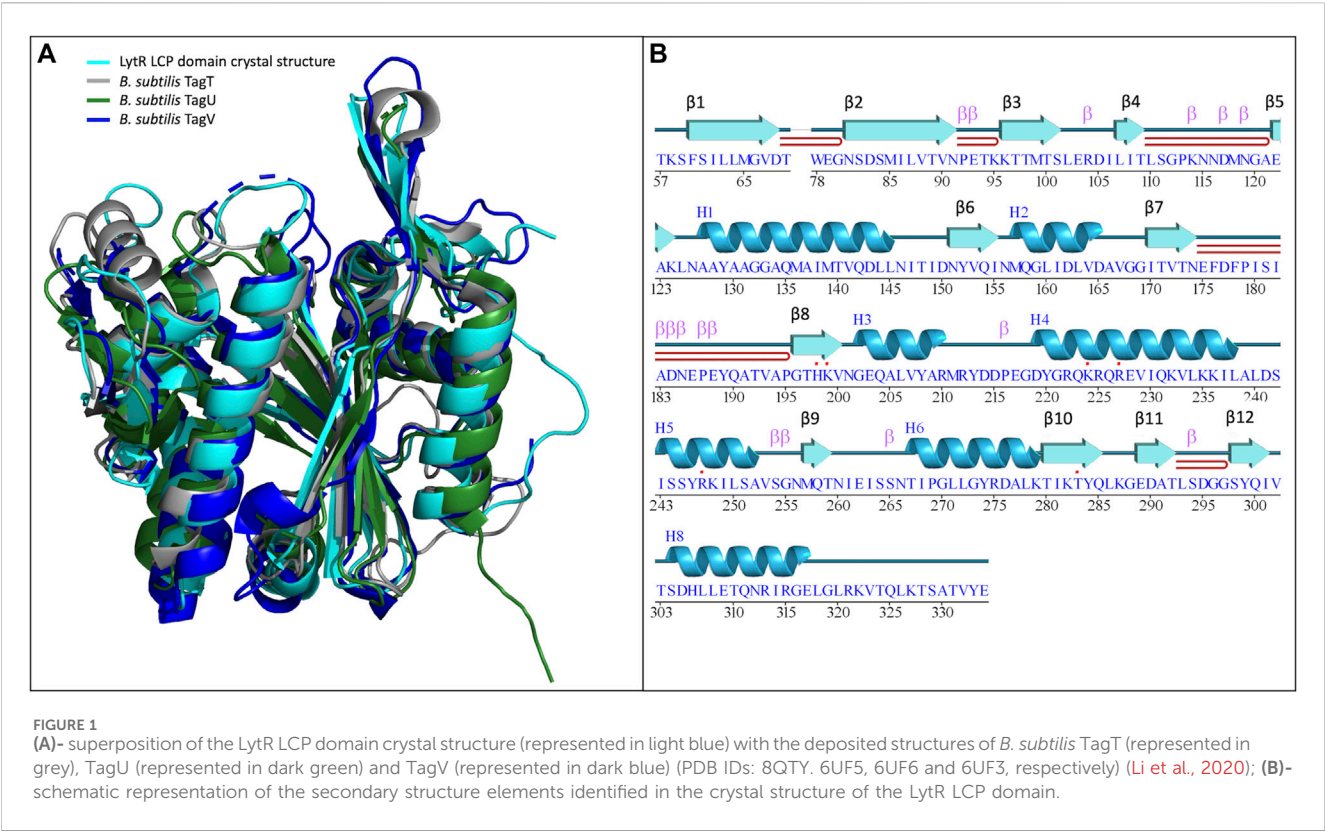 A
LytR LCP domain crystal structure
B. subtilis TagT
B. subtilis TagU
B. subtilis TagV
B
β1 β2 ββ β3 β β4 β β β β5
TKSFSILLMGVDT WEGNSDSMILVTVNPETKKTTMTSLERDILITLSGPKNNDMNGAE
57 65 78 85 90 95 100 105 110 115 120
H1 β6 H2 β7
AKLNAAYAAGGAQMAIMTVQDLLNITIDNYVQINMQGLIDLVDAVGGITVTNEFDFPISI
123 130 135 140 145 150 155 160 165 170 175 180
βββ ββ β8 H3 β H4
ADNEPEYQATVAPGTHKVNGEQALVYARMRYDDPEGDYGRQKRQREVIQKVLKKILALDS
183 190 195 200 205 210 215 220 225 230 235 240
H5 ββ β9 β H6 β10 β11 β β12
ISSYRKILSAVSGNMQTNIEISSNTIPGLLGYRDALKTIKTYQLKGEDATLSDGGSYQIV
243 250 255 260 265 270 275 280 285 290 295 300
H8
TSDHLLETQNRIRGELGLRKVTQLKTSATVYE
303 310 315 320 325 330
FIGURE 1
(A)- superposition of the LytR LCP domain crystal structure (represented in light blue) with the deposited structures of B. subtilis TagT (represented in
grey), TagU (represented in dark green) and TagV (represented in dark blue) (PDB IDs: 8QTY. 6UF5, 6UF6 and 6UF3, respectively) (Li et al., 2020); (B)-
schematic representation of the secondary structure elements identified in the crystal structure of the LytR LCP domain.